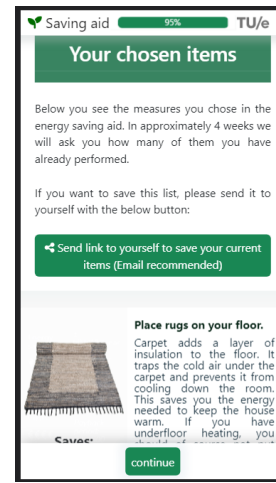 Saving aid 95% TU/e
Your chosen items
Below you see the measures you chose in the
energy saving aid. In approximately 4 weeks we
will ask you how many of them you have
already performed.
If you want to save this list, please send it to
yourself with the below button:
Send link to yourself to save your current
items (Email recommended)
Place rugs on your floor.
Carpet adds a layer of
insulation to the floor. It
traps the cold air under the
carpet and prevents it from
cooling down the room.
This saves you the energy
needed to keep the house
warm. If you have
underfloor heating, you
should of course not put
Saves:
continue